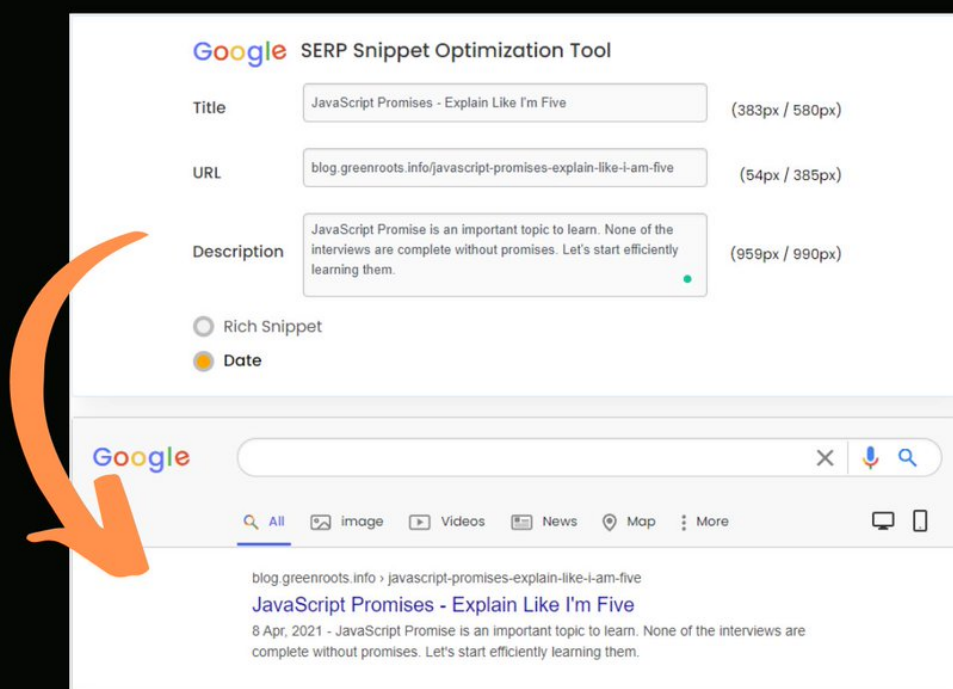 Google SERP Snippet Optimization Tool
Title
JavaScript Promises - Explain Like I'm Five
(383px / 580px)
URL
blog.greenroots.info/javascript-promises-explain-like-i-am-five
(54px / 385px)
Description
JavaScript Promise is an important topic to learn. None of the
interviews are complete without promises. Let's start efficiently
learning them.
(959px / 990px)
Rich Snippet
Date
Google
All image Videos News Map More
blog.greenroots.info › javascript-promises-explain-like-i-am-five
JavaScript Promises - Explain Like I'm Five
8 Apr, 2021 - JavaScript Promise is an important topic to learn. None of the interviews are
complete without promises. Let's start efficiently learning them.